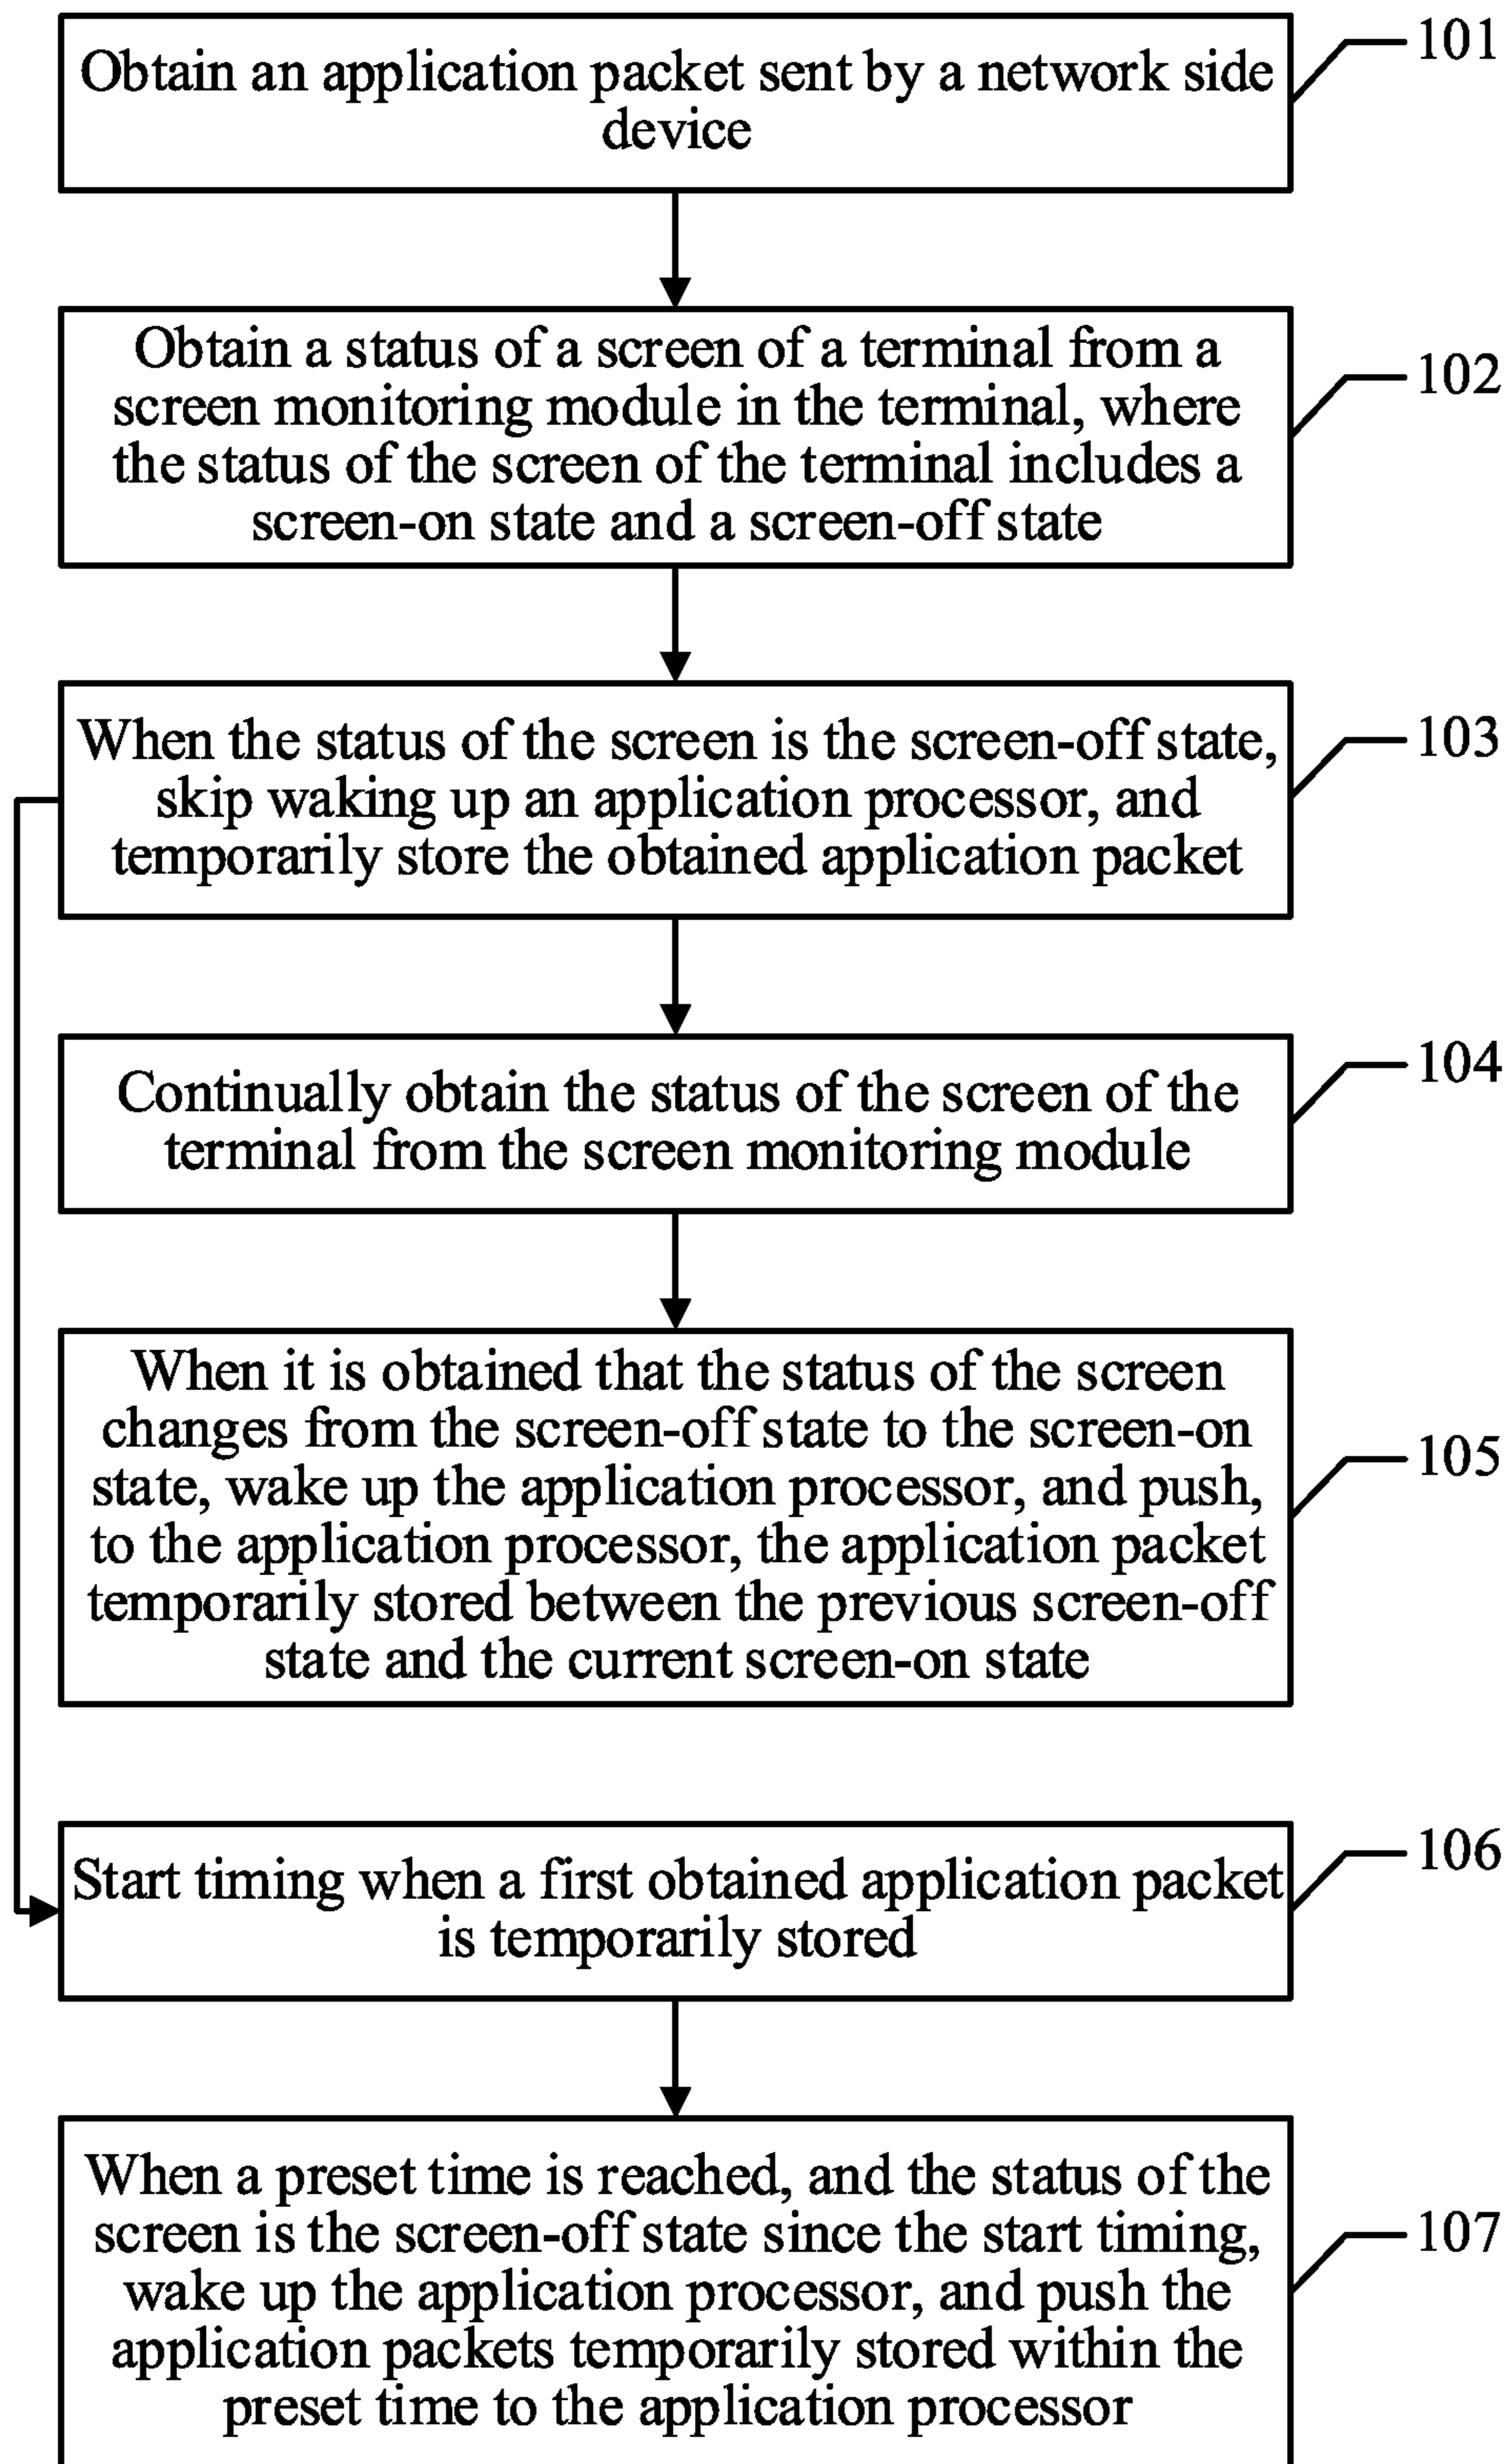 Obtain an application packet sent by a network side
device
101
Obtain a status of a screen of a terminal from a
screen monitoring module in the terminal, where
the status of the screen of the terminal includes a
screen-on state and a screen-off state
102
When the status of the screen is the screen-off state,
skip waking up an application processor, and
temporarily store the obtained application packet
103
Continually obtain the status of the screen of the
terminal from the screen monitoring module
104
When it is obtained that the status of the screen
changes from the screen-off state to the screen-on
state, wake up the application processor, and push,
to the application processor, the application packet
temporarily stored between the previous screen-off
state and the current screen-on state
105
Start timing when a first obtained application packet
is temporarily stored
106
When a preset time is reached, and the status of the
screen is the screen-off state since the start timing,
wake up the application processor, and push the
application packets temporarily stored within the
preset time to the application processor
107